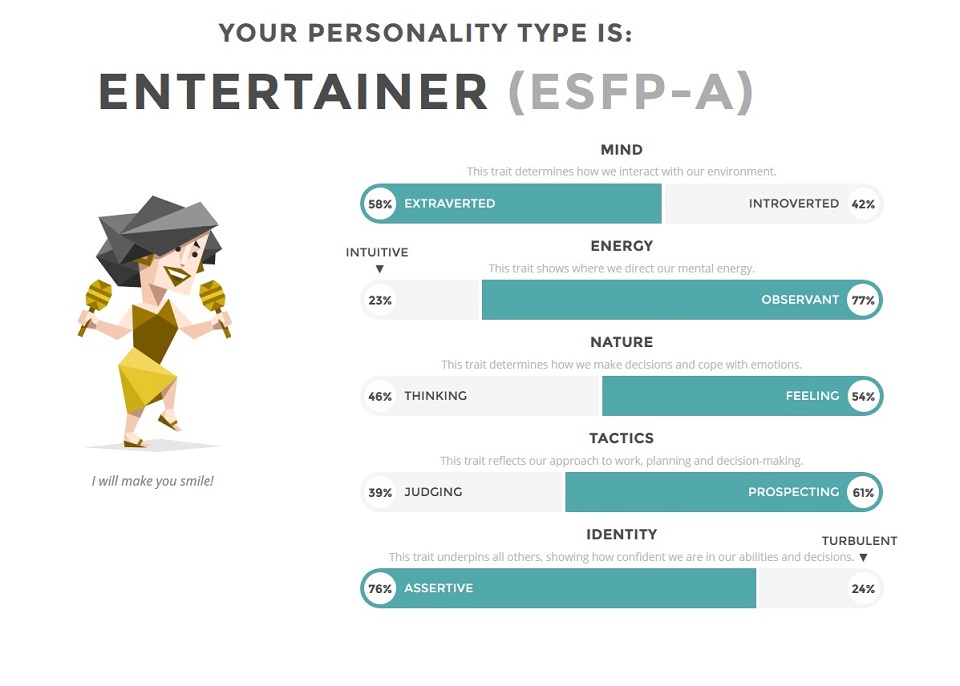 YOUR PERSONALITY TYPE IS:
ENTERTAINER (ESFP-A)
MIND
This trait determines how we interact with our environment.
58% EXTRAVERTED INTROVERTED 42%
INTUITIVE
ENERGY
This trait shows where we direct our mental energy.
23% OBSERVANT 77%
NATURE
This trait determines how we make decisions and cope with emotions.
46% THINKING FEELING 54%
TACTICS
This trait reflects our approach to work, planning and decision-making.
39% JUDGING PROSPECTING 61%
IDENTITY
TURBULENT
This trait underpins all others, showing how confident we are in our abilities and decisions.
76% ASSERTIVE 24%
I will make you smile!